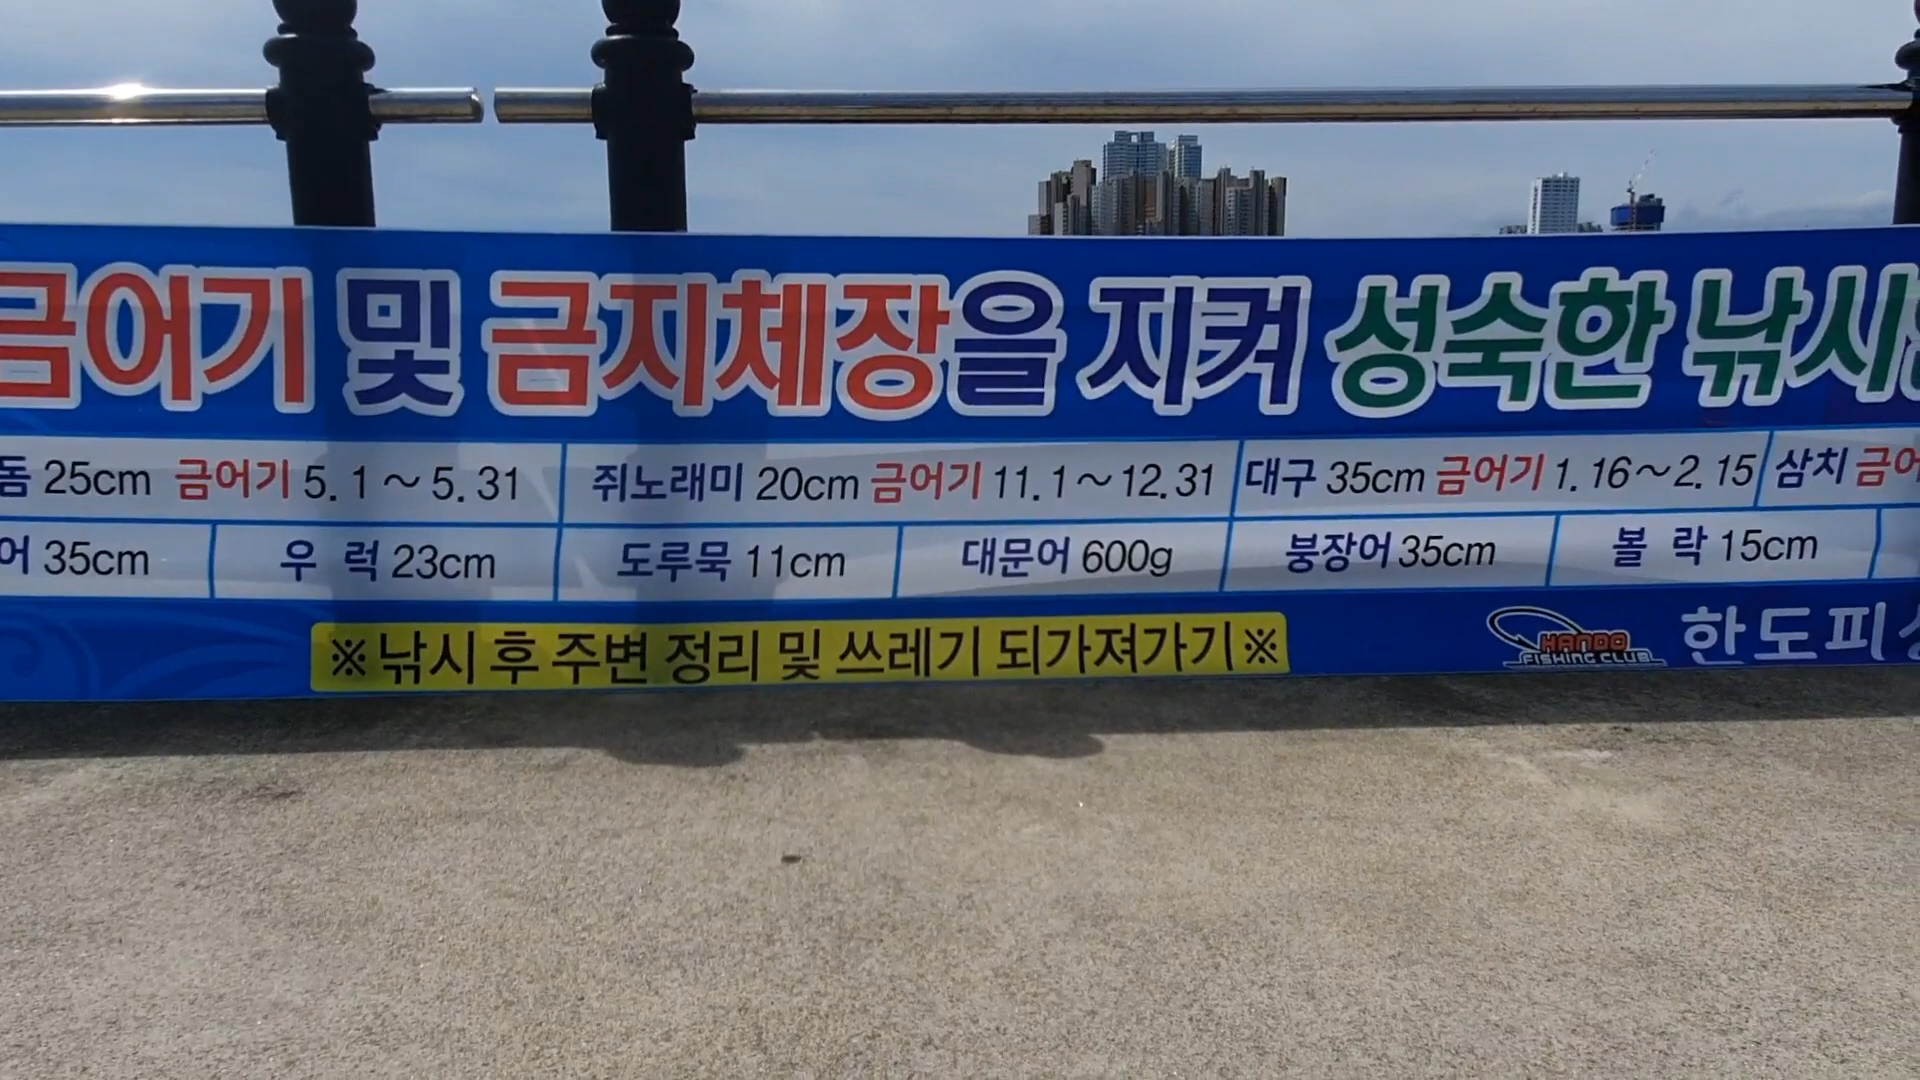 금어기 및 금지체장을 지켜 성숙한 낚시
돔 25cm 금어기 5.1~5.31 쥐노래미 20cm 금어기 11.1~12.31 대구 35cm 금어기 1.16~2.15 삼치 금어
어 35cm 우 럭 23cm 도루묵 11cm 대문어 600g 붕장어 35cm 볼 락 15cm
※낚시 후 주변 정리 및 쓰레기 되가져가기※
HANDO
FISHING CLUB
한도피싱